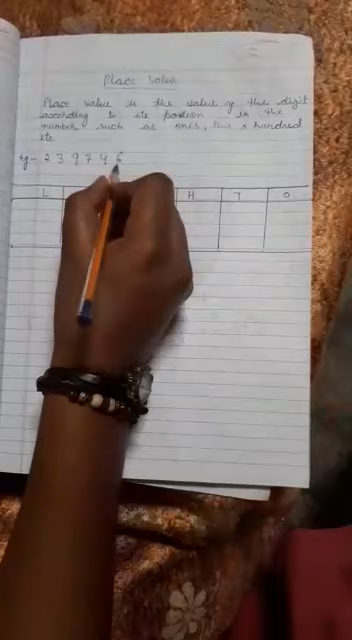 Place Value
Place value is the value of the digit
according to its position in the
number such as ones, tens & hundred
etc
eg - 2 3 9 7 4 6
L H T O